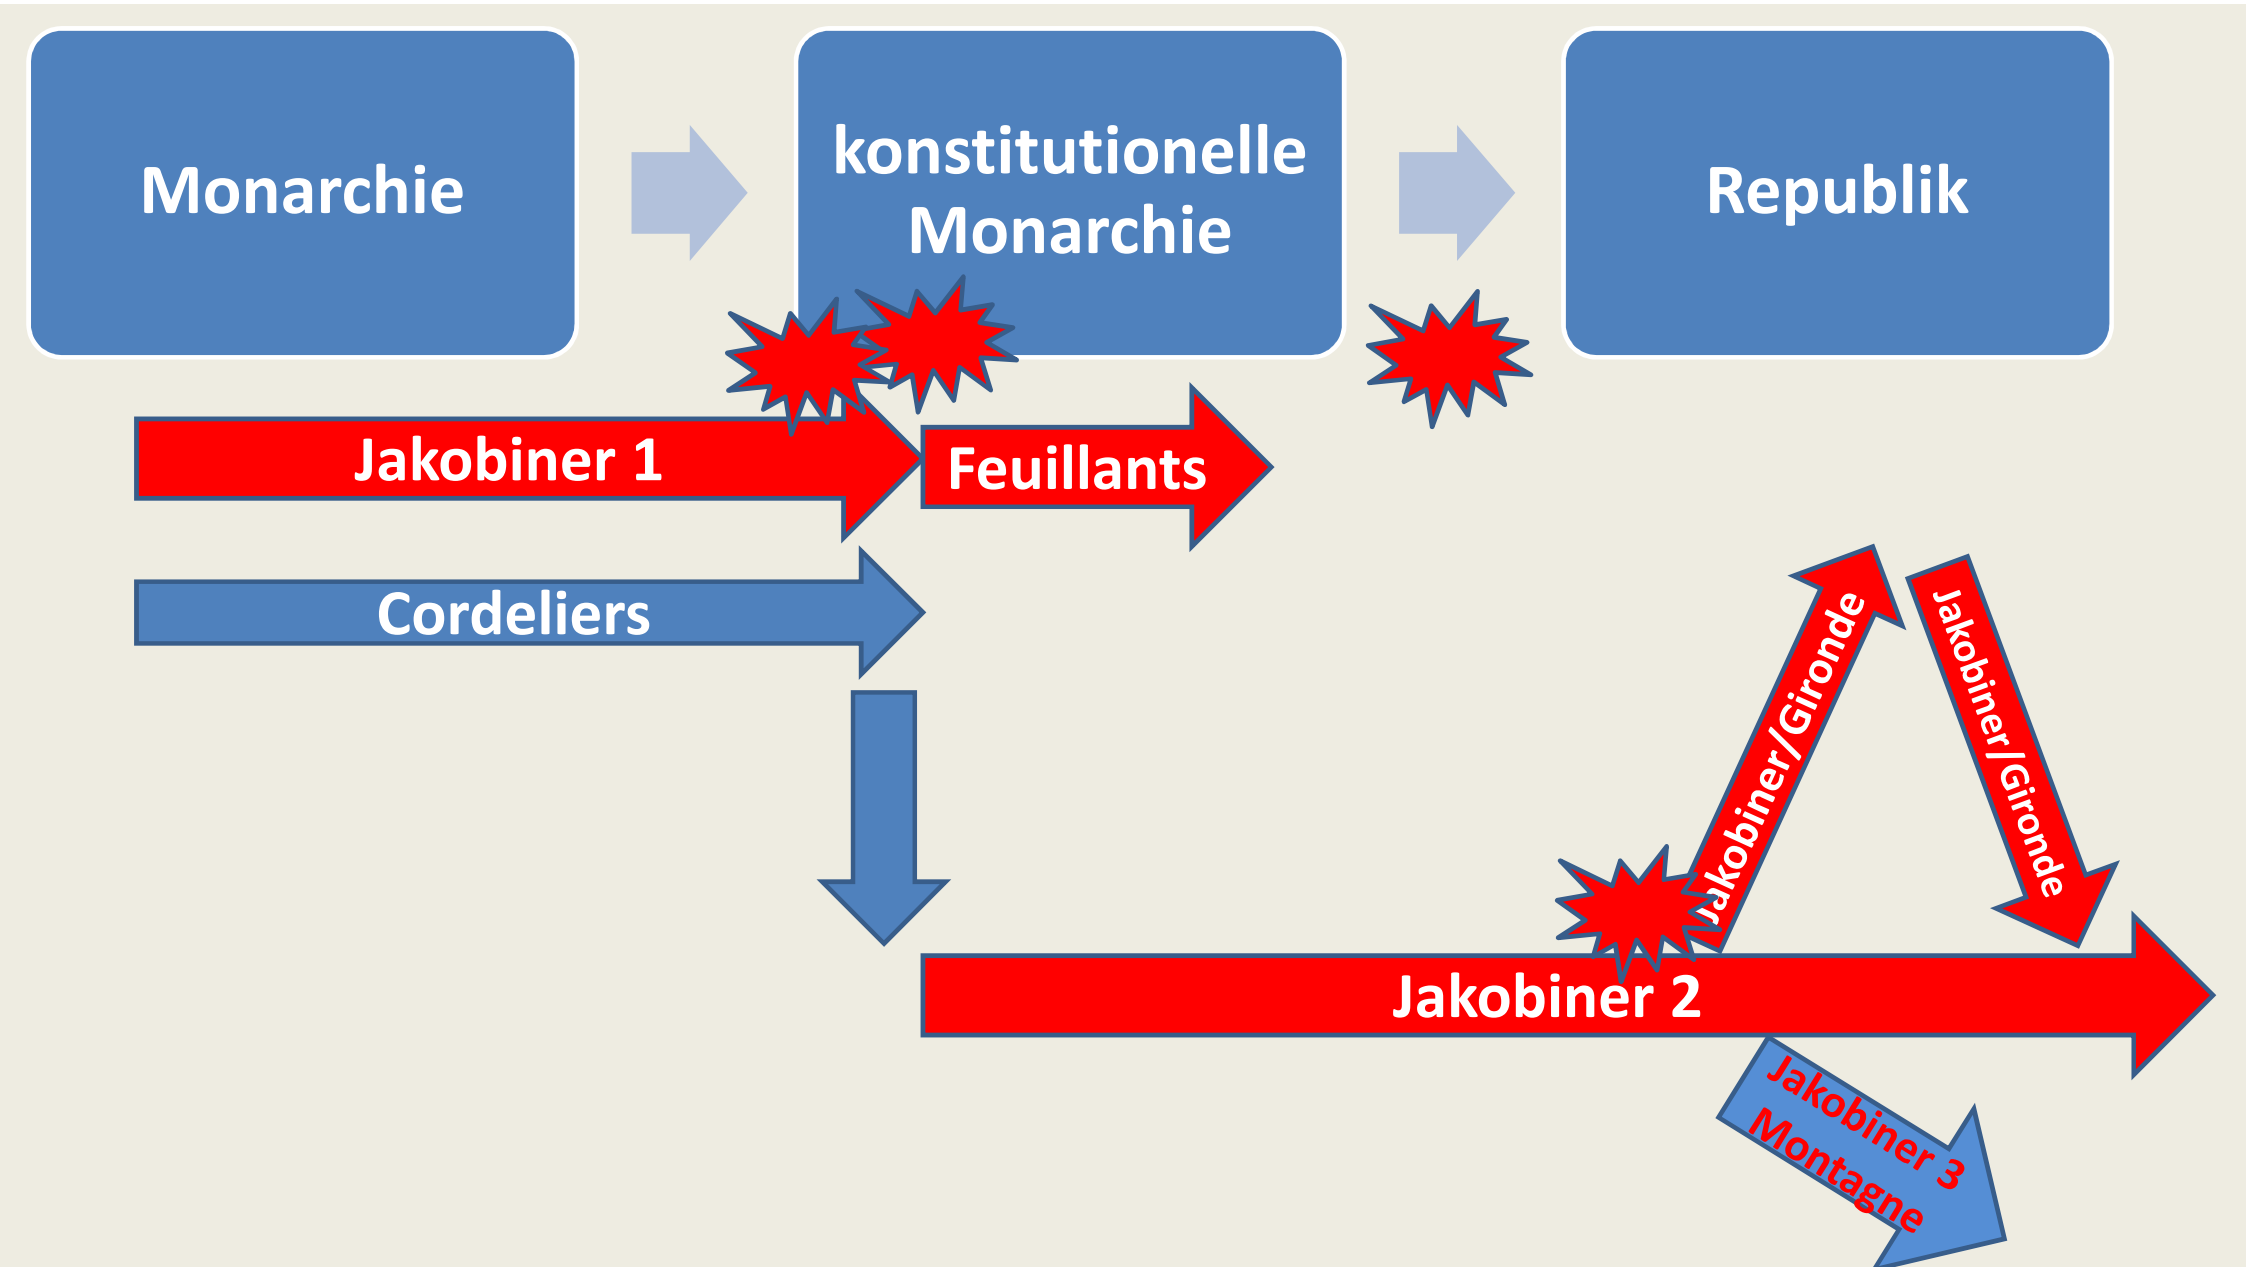 Monarchie
konstitutionelle
Monarchie
Republik
Jakobiner 1
Feuillants
Cordeliers
Jakobiner/Gironde
Jakobiner/Gironde
Jakobiner 2
Jakobiner 3
Montagne